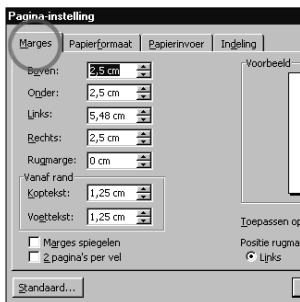 Pagina-instelling
Marges Papierformaat Papierinvoer Indeling
Boven: 2,5 cm
Voorbeeld
Onder: 2,5 cm
Links: 5,48 cm
Rechts: 2,5 cm
Rugmarge: 0 cm
Vanaf rand
Koptekst: 1,25 cm
Voettekst: 1,25 cm
Toepassen op
Marges spiegelen
Positie rugma
2 pagina's per vel
Links
Standaard...